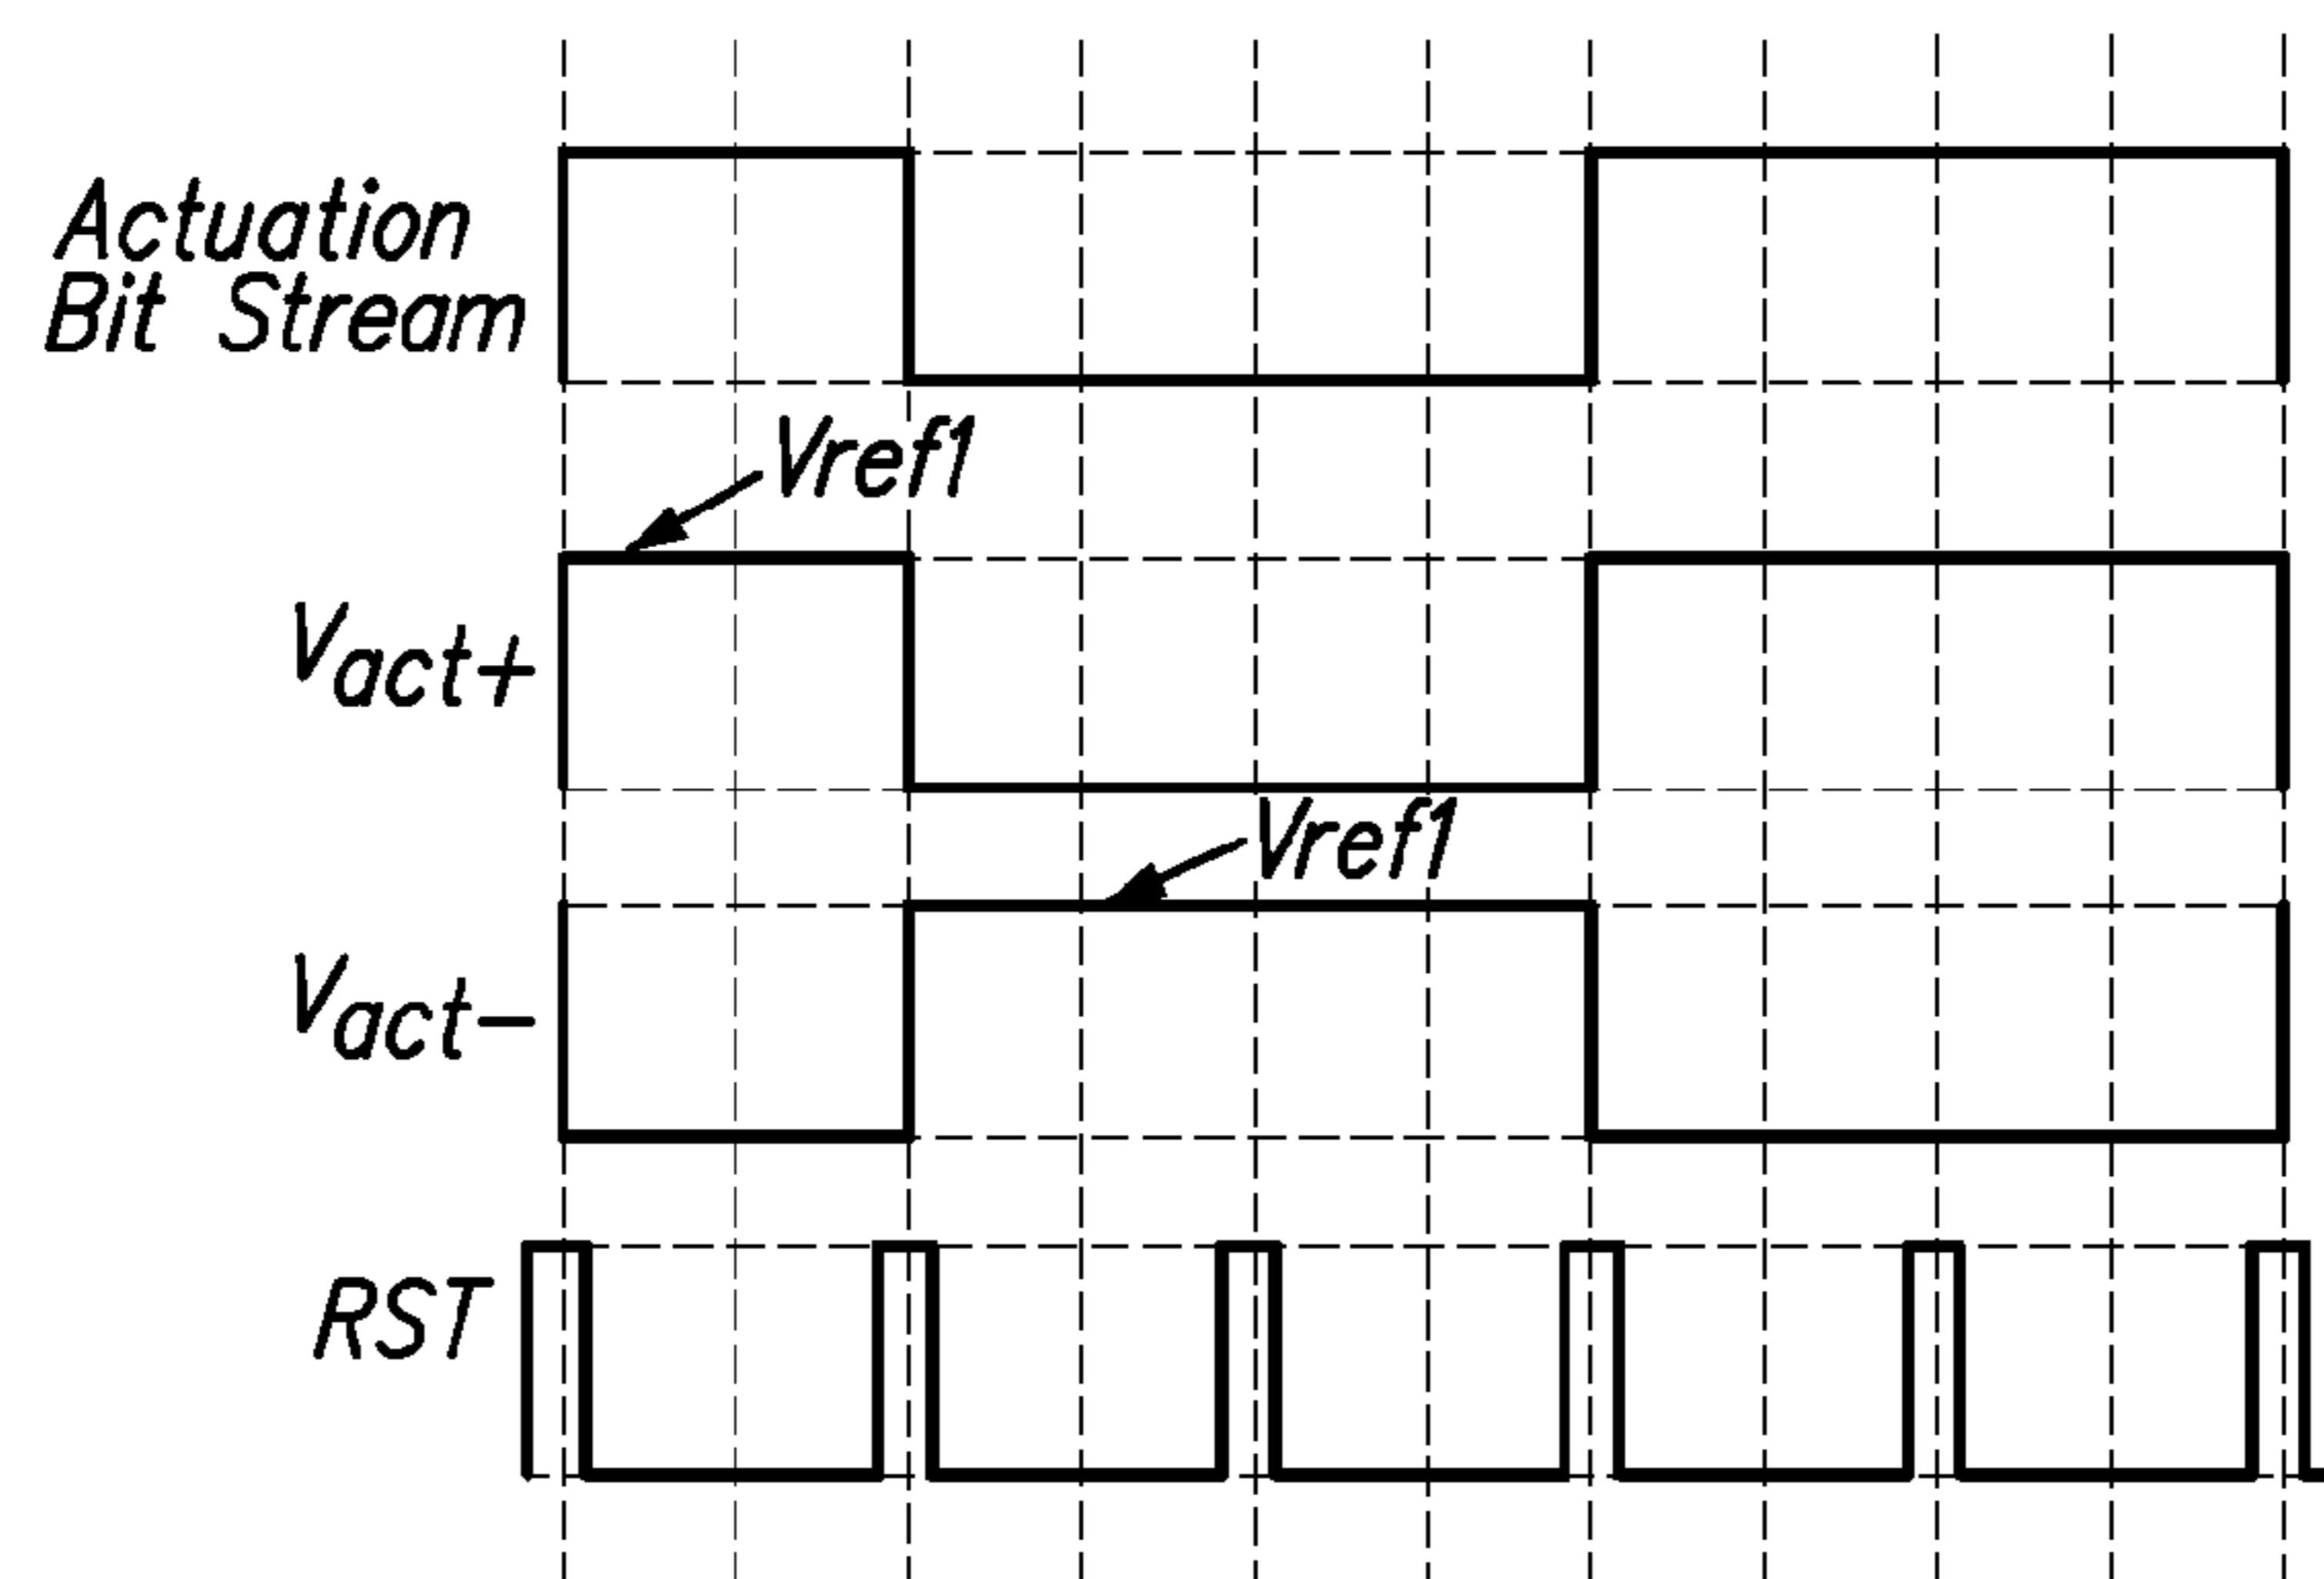 Actuation
Bit Stream
Vref1
Vact+
Vref1
Vact−
RST